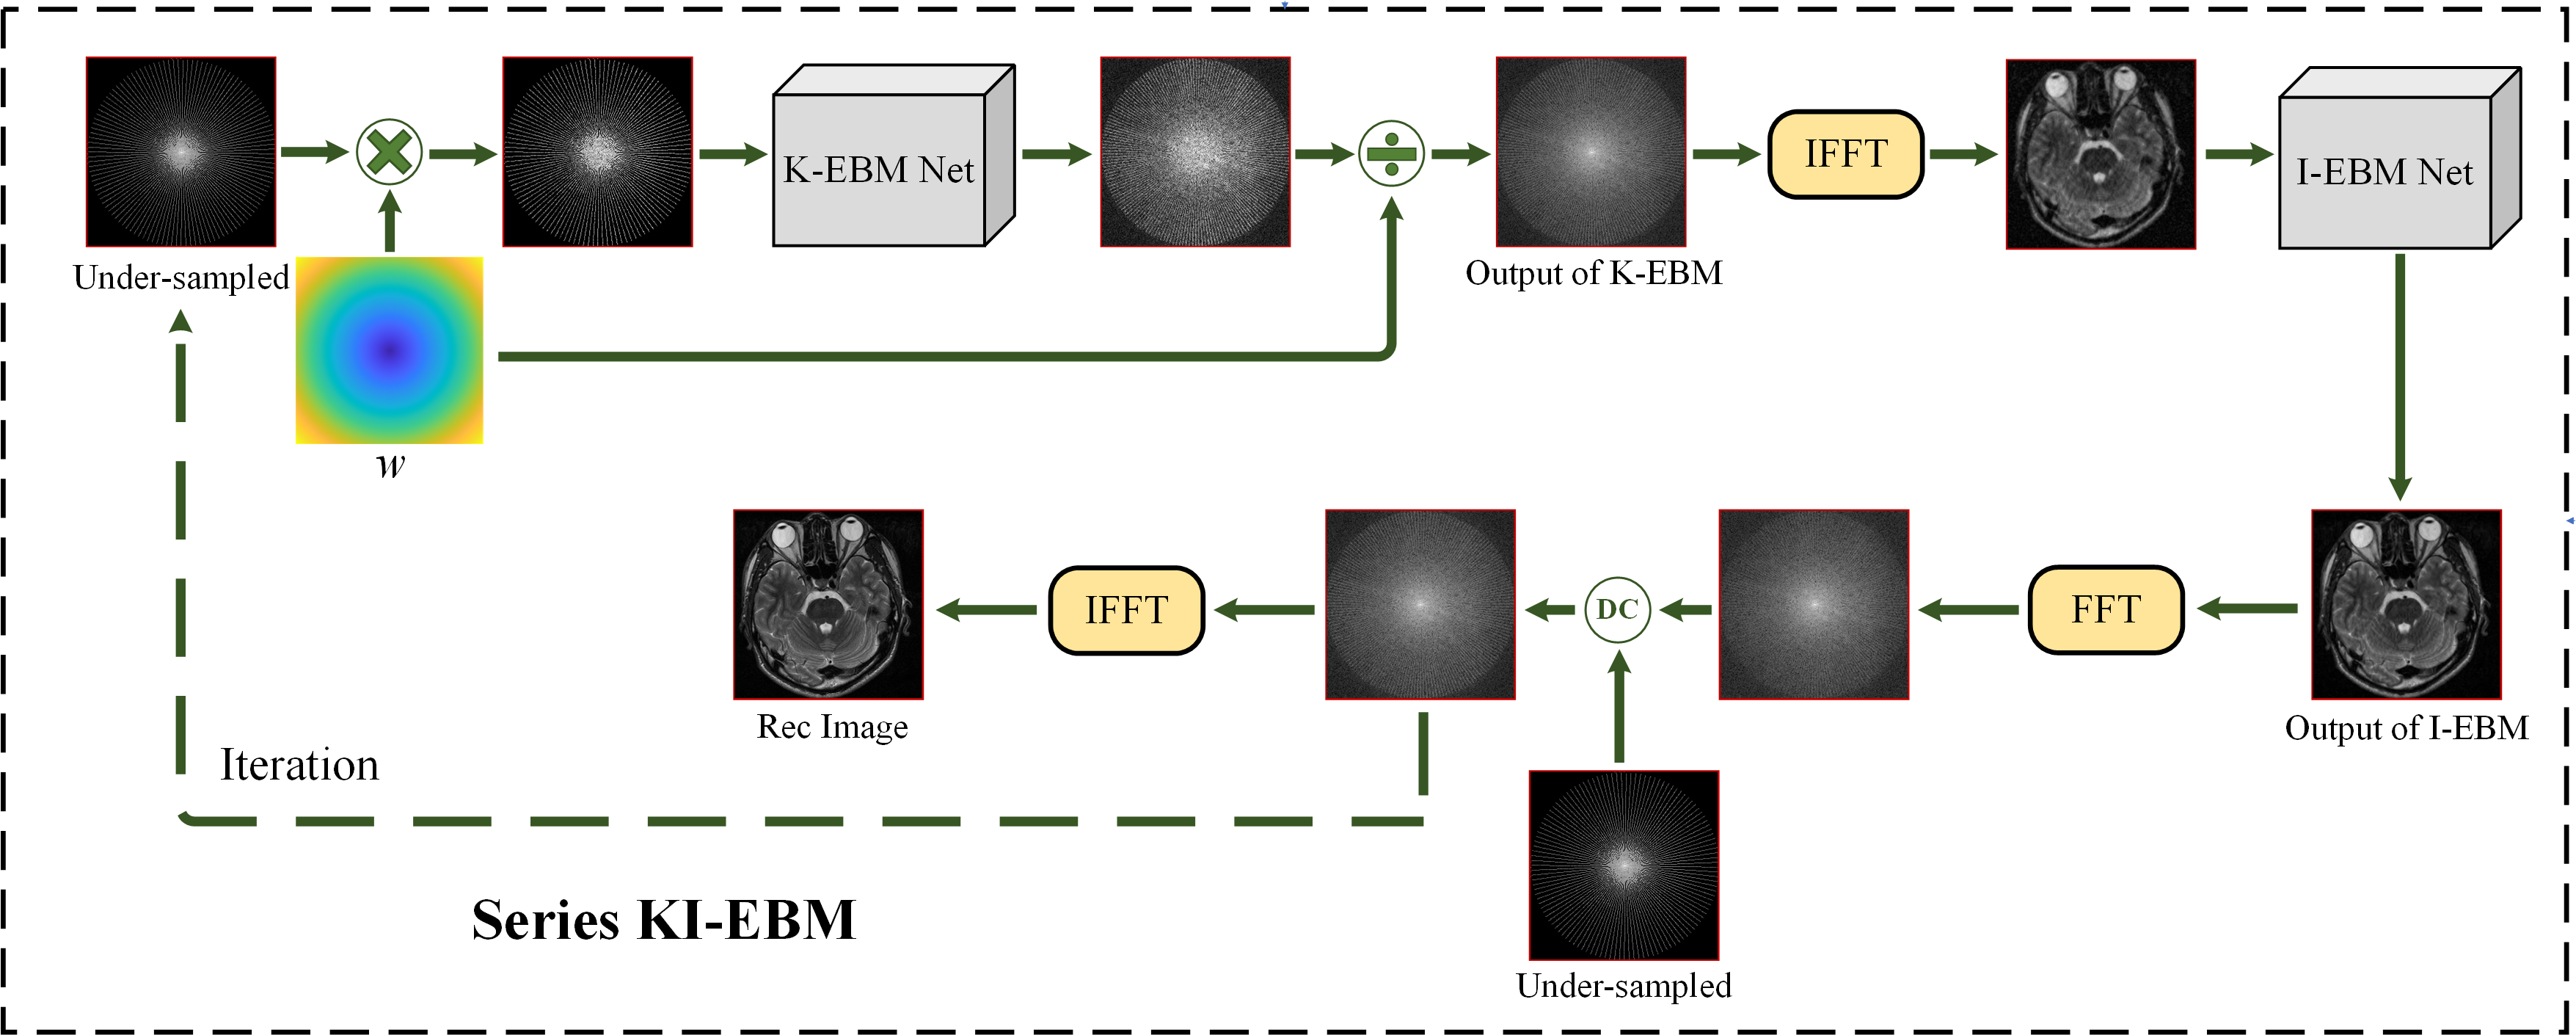 K-EBM Net
IFFT
I-EBM Net
Under-sampled
Output of K-EBM
w
IFFT
DC
FFT
Rec Image
Output of I-EBM
Iteration
Series KI-EBM
Under-sampled